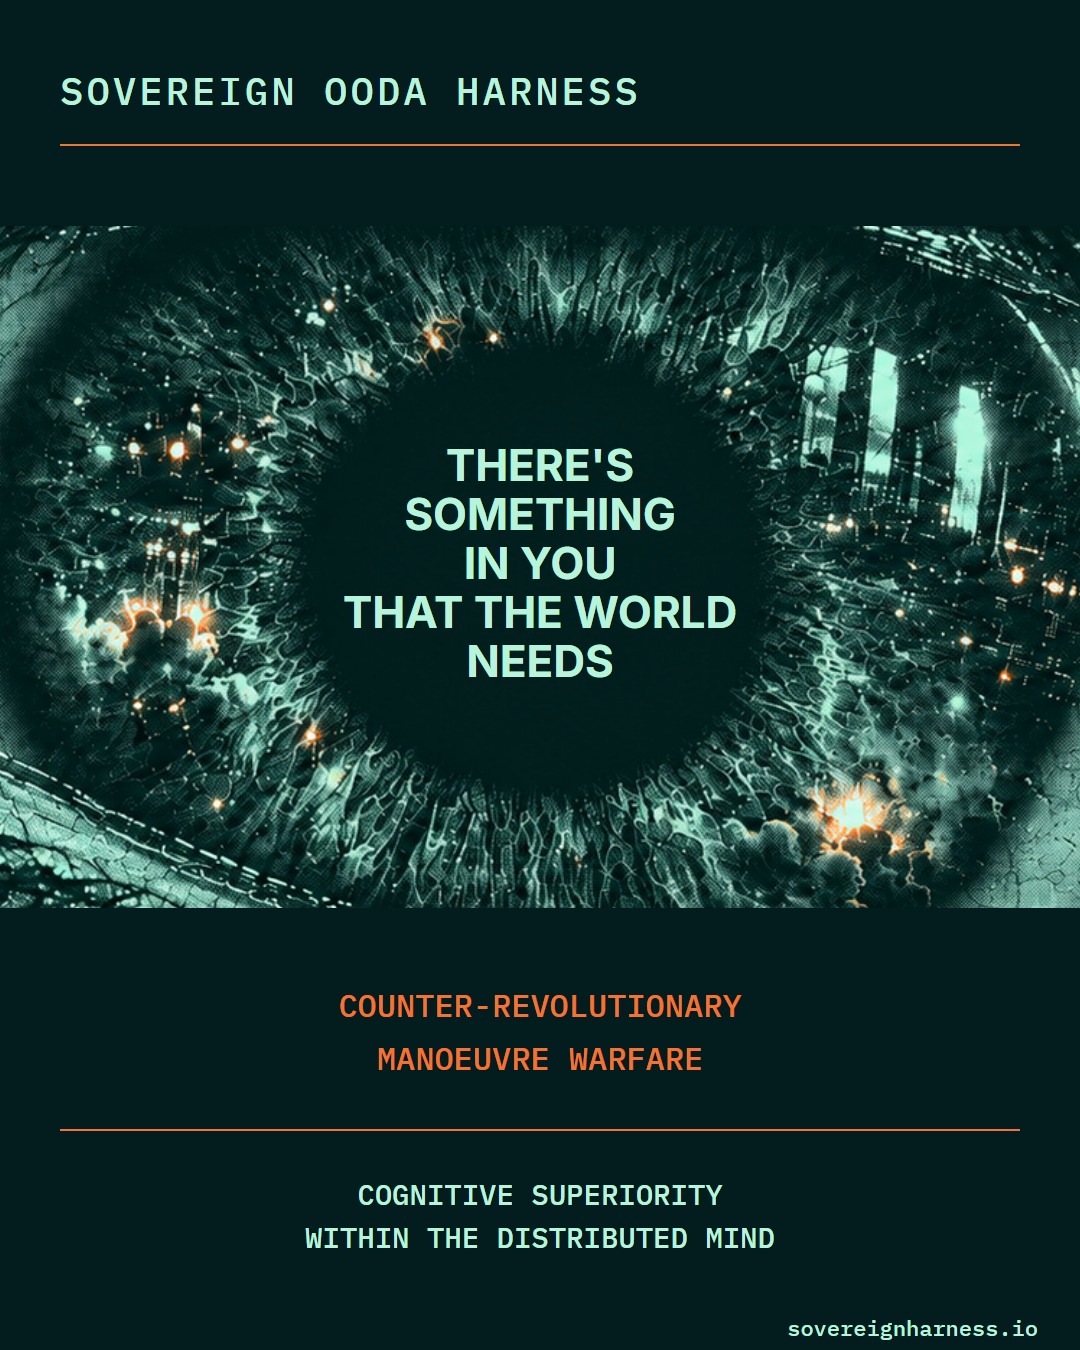 SOVEREIGN OODA HARNESS
THERE'S
SOMETHING
IN YOU
THAT THE WORLD
NEEDS
COUNTER-REVOLUTIONARY
MANOEUVRE WARFARE
COGNITIVE SUPERIORITY
WITHIN THE DISTRIBUTED MIND
sovereignharness.io